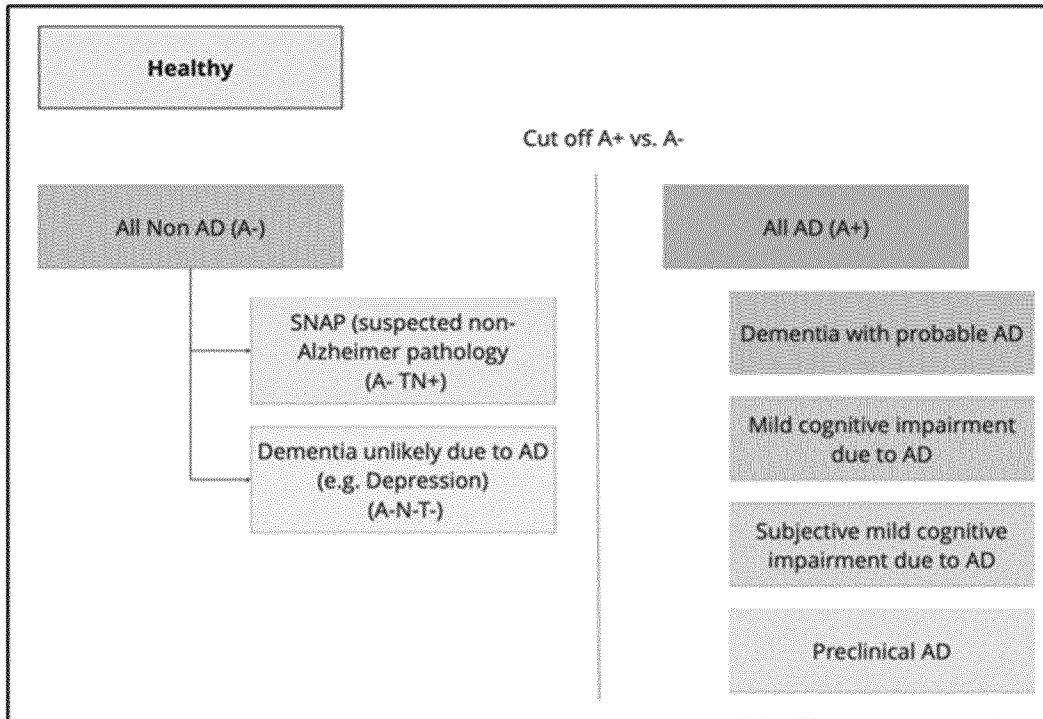 Healthy
Cut off A+ vs. A-
All Non AD (A-)
SNAP (suspected non-
Alzheimer pathology
(A- TN+)
Dementia unlikely due to AD
(e.g. Depression)
(A-N-T-)
All AD (A+)
Dementia with probable AD
Mild cognitive impairment
due to AD
Subjective mild cognitive
impairment due to AD
Preclinical AD